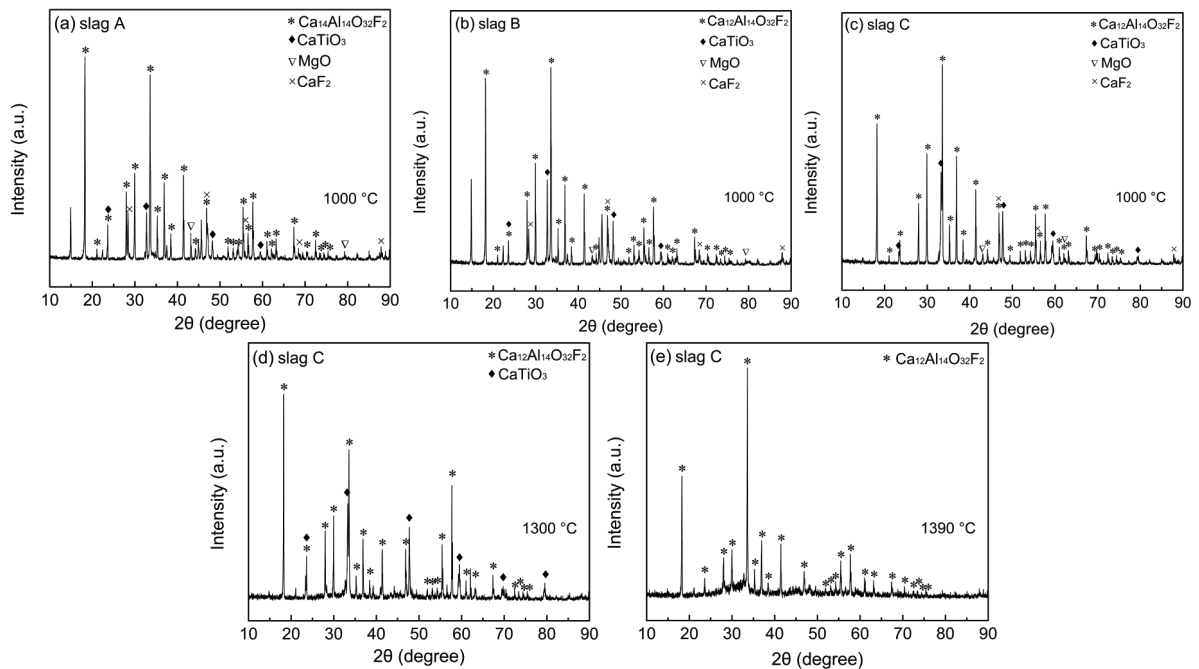 (a) slag A
* Ca₁₄Al₁₄O₃₂F₂
♦ CaTiO₃
▽ MgO
× CaF₂
1000 °C
Intensity (a.u.)
10 20 30 40 50 60 70 80 90
2θ (degree)
(b) slag B
* Ca₁₂Al₁₄O₃₂F₂
♦ CaTiO₃
▽ MgO
× CaF₂
1000 °C
Intensity (a.u.)
10 20 30 40 50 60 70 80 90
2θ (degree)
(c) slag C
* Ca₁₂Al₁₄O₃₂F₂
♦ CaTiO₃
▽ MgO
× CaF₂
1000 °C
Intensity (a.u.)
10 20 30 40 50 60 70 80 90
2θ (degree)
(d) slag C
* Ca₁₂Al₁₄O₃₂F₂
♦ CaTiO₃
1300 °C
Intensity (a.u.)
10 20 30 40 50 60 70 80 90
2θ (degree)
(e) slag C
* Ca₁₂Al₁₄O₃₂F₂
1390 °C
Intensity (a.u.)
10 20 30 40 50 60 70 80 90
2θ (degree)